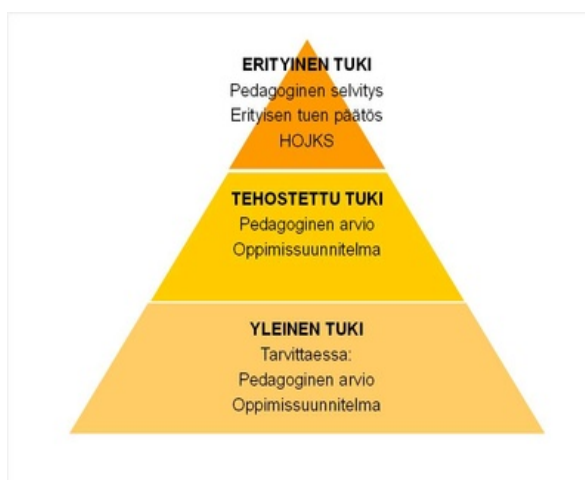 ERITYINEN TUKI
Pedagoginen selvitys
Erityisen tuen päätös
HOJKS
TEHOSTETTU TUKI
Pedagoginen arvio
Oppimissuunnitelma
YLEINEN TUKI
Tarvittaessa:
Pedagoginen arvio
Oppimissuunnitelma